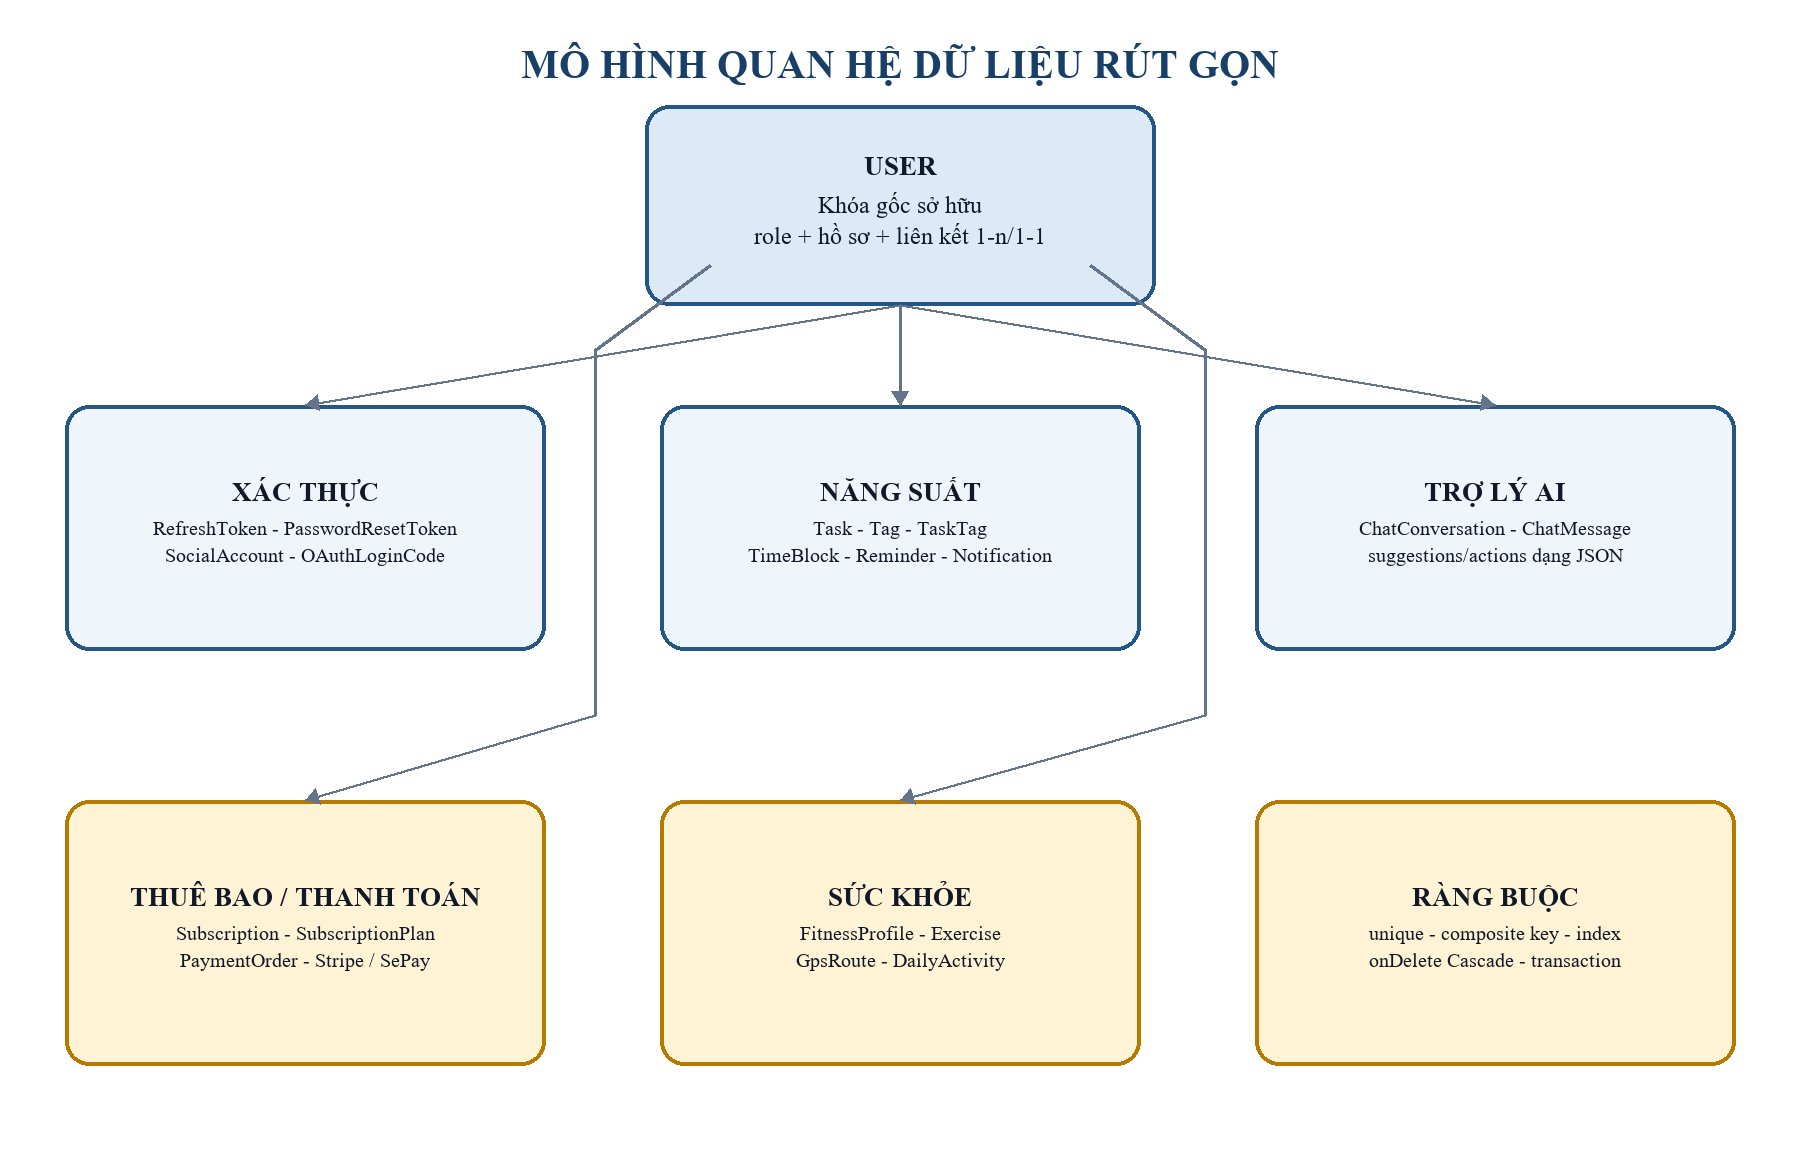 MÔ HÌNH QUAN HỆ DỮ LIỆU RÚT GỌN
USER
Khóa gốc sở hữu
role + hồ sơ + liên kết 1-n/1-1
XÁC THỰC
RefreshToken - PasswordResetToken
SocialAccount - OAuthLoginCode
NĂNG SUẤT
Task - Tag - TaskTag
TimeBlock - Reminder - Notification
TRỢ LÝ AI
ChatConversation - ChatMessage
suggestions/actions dạng JSON
THUÊ BAO / THANH TOÁN
Subscription - SubscriptionPlan
PaymentOrder - Stripe / SePay
SỨC KHỎE
FitnessProfile - Exercise
GpsRoute - DailyActivity
RÀNG BUỘC
unique - composite key - index
onDelete Cascade - transaction